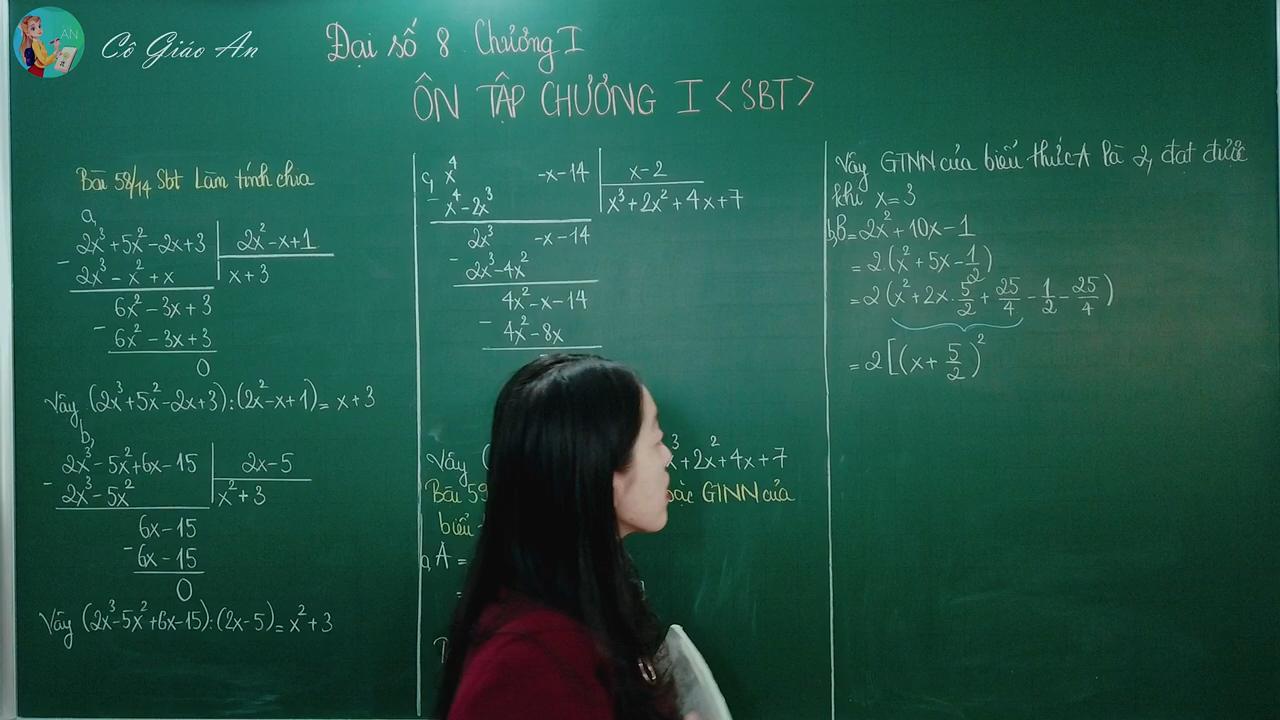 AN
Cô Giáo An
Đại số 8 Chương I
ÔN TẬP CHƯƠNG I <SBT>
Bài 58/14 Sbt Làm tính chia
a,
2x³+5x²-2x+3 | 2x²-x+1
- 2x³-x²+x | x+3
6x²-3x+3
- 6x²-3x+3
0
Vậy (2x³+5x²-2x+3):(2x²-x+1)=x+3
b,
2x³-5x²+6x-15 | 2x-5
- 2x³-5x² | x²+3
6x-15
- 6x-15
0
Vậy (2x³-5x²+6x-15):(2x-5)=x²+3
c, x⁴ -x-14 | x-2
- x⁴-2x³ | x³+2x²+4x+7
2x³ -x-14
- 2x³-4x²
4x²-x-14
- 4x²-8x
Vậy ( x³+2x²+4x+7
Bài 59 hoặc GTNN của
biểu
a, A =
=
Vậy GTNN của biểu thức A là 2, đạt được
khi x=3
b, B=2x²+10x-1
=2(x²+5x-1/2)
=2(x²+2x.5/2+25/4-1/2-25/4)
=2[(x+5/2)²